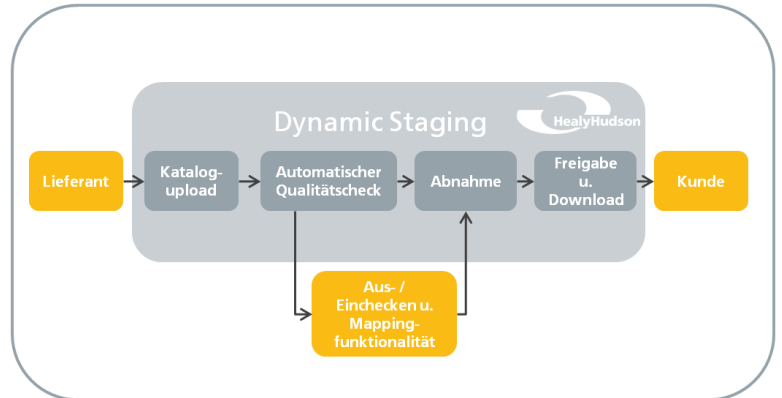 Dynamic Staging
HealyHudson
Lieferant
Katalog-
upload
Automatischer
Qualitätscheck
Abnahme
Freigabe
u.
Download
Kunde
Aus- /
Einchecken u.
Mapping-
funktionalität